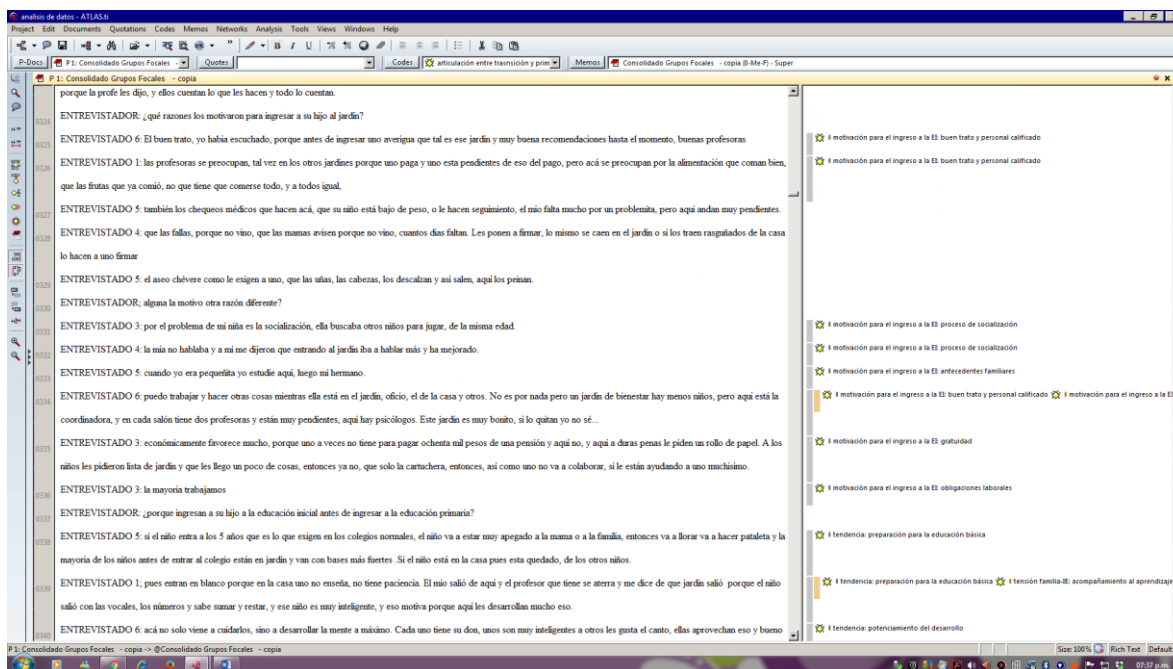 analisis de datos - ATLAS.ti
Project Edit Documents Quotations Codes Memos Networks Analysis Tools Views Windows Help
P-Docs P 1: Consolidado Grupos Focales - Quotes Codes articulación entre trasnsición y prim Memos Consolidado Grupos Focales - copia (0-Me-F) - Super
P 1: Consolidado Grupos Focales - copia
porque la profe les dijo, y ellos cuentan lo que les hacen y todo lo cuentan.
0324 ENTREVISTADOR: ¿qué razones los motivaron para ingresar a su hijo al jardín?
0325 ENTREVISTADO 6: El buen trato, yo había escuchado, porque antes de ingresar uno averigua que tal es ese jardín y muy buena recomendaciones hasta el momento, buenas profesoras
I motivación para el ingreso a la EI: buen trato y personal calificado
0326 ENTREVISTADO 1: las profesoras se preocupan, tal vez en los otros jardines porque uno paga y uno esta pendientes de eso del pago, pero acá se preocupan por la alimentación que coman bien,
I motivación para el ingreso a la EI: buen trato y personal calificado
que las frutas que ya comió, no que tiene que comerse todo, y a todos igual,
0327 ENTREVISTADO 5: también los chequeos médicos que hacen acá, que su niño está bajo de peso, o le hacen seguimiento, el mio falta mucho por un problemita, pero aquí andan muy pendientes.
0328 ENTREVISTADO 4: que las fallas, porque no vino, que las mamas avisen porque no vino, cuantos días faltan. Les ponen a firmar, lo mismo se caen en el jardín o si los traen rasguñados de la casa
lo hacen a uno firmar
0329 ENTREVISTADO 5: el aseo chévere como le exigen a uno, que las uñas, las cabezas, los descalzan y así salen, aquí los peinan.
0330 ENTREVISTADOR; alguna la motivo otra razón diferente?
0331 ENTREVISTADO 3: por el problema de mi niña es la socialización, ella buscaba otros niños para jugar, de la misma edad.
I motivación para el ingreso a la EI: proceso de socialización
0332 ENTREVISTADO 4: la mia no hablaba y a mi me dijeron que entrando al jardín iba a hablar más y ha mejorado.
I motivación para el ingreso a la EI: proceso de socialización
0333 ENTREVISTADO 5: cuando yo era pequeñita yo estudie aquí, luego mi hermano.
I motivación para el ingreso a la EI: antecedentes familiares
0334 ENTREVISTADO 6: puedo trabajar y hacer otras cosas mientras ella está en el jardín, oficio, el de la casa y otros. No es por nada pero un jardín de bienestar hay menos niños, pero aquí está la
I motivación para el ingreso a la EI: buen trato y personal calificado I motivación para el ingreso a la EI
coordinadora, y en cada salón tiene dos profesoras y están muy pendientes, aquí hay psicólogos. Este jardín es muy bonito, si lo quitan yo no sé...
0335 ENTREVISTADO 3: económicamente favorece mucho, porque uno a veces no tiene para pagar ochenta mil pesos de una pensión y aquí no, y aquí a duras penas le piden un rollo de papel. A los
I motivación para el ingreso a la EI: gratuidad
niños les pidieron lista de jardín y que les llego un poco de cosas, entonces ya no, que solo la cartuchera, entonces, así como uno no va a colaborar, si le están ayudando a uno muchísimo.
0336 ENTREVISTADO 3: la mayoría trabajamos
I motivación para el ingreso a la EI: obligaciones laborales
0337 ENTREVISTADOR: ¿porque ingresan a su hijo a la educación inicial antes de ingresar a la educación primaria?
0338 ENTREVISTADO 5: si el niño entra a los 5 años que es lo que exigen en los colegios normales, el niño va a estar muy apegado a la mama o a la familia, entonces va a llorar va a hacer pataleta y la
I tendencia: preparación para la educación básica
mayoría de los niños antes de entrar al colegio están en jardín y van con bases más fuertes .Si el niño está en la casa pues esta quedado, de los otros niños.
0339 ENTREVISTADO 1; pues entran en blanco porque en la casa uno no enseña, no tiene paciencia. El mio salió de aquí y el profesor que tiene se aterra y me dice de que jardín salió porque el niño
I tendencia: preparación para la educación básica I tensión familia-IE: acompañamiento al aprendizaje
salió con las vocales, los números y sabe sumar y restar, y ese niño es muy inteligente, y eso motiva porque aquí les desarrollan mucho eso.
0340 ENTREVISTADO 6: acá no solo viene a cuidarlos, sino a desarrollar la mente a máximo. Cada uno tiene su don, unos son muy inteligentes a otros les gusta el canto, ellas aprovechan eso y bueno
I tendencia: potenciamiento del desarrollo
P 1: Consolidado Grupos Focales - copia -> @Consolidado Grupos Focales - copia Size: 100% Rich Text Default
07:37 p.m.